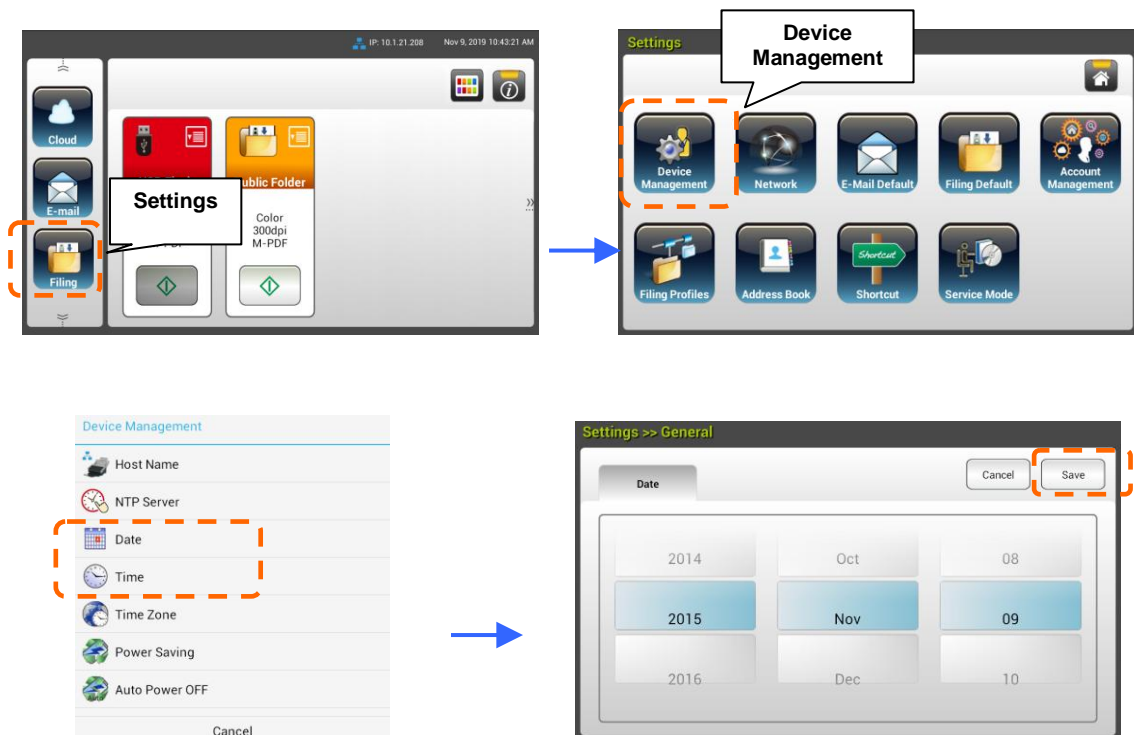 IP: 10.1.21.208 Nov 9, 2019 10:43:21 AM
Cloud
E-mail
Filing
Settings
Public Folder
Color
300dpi
M-PDF
Settings
Device
Management
Device
Management
Network
E-Mail Default
Filing Default
Account
Management
Filing Profiles
Address Book
Shortcut
Shortcut
Service Mode
Device Management
Host Name
NTP Server
Date
Time
Time Zone
Power Saving
Auto Power OFF
Cancel
Settings >> General
Date
Cancel
Save
2014 Oct 08
2015 Nov 09
2016 Dec 10